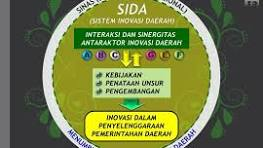 SIDA
(SISTEM INOVASI DAERAH)
INTERAKSI DAN SINERGITAS
ANTARAKTOR INOVASI DAERAH
A B C G E F
KEBIJAKAN
PENATAAN UNSUR
PENGEMBANGAN
INOVASI DALAM
PENYELENGGARAAN
PEMERINTAHAN DAERAH